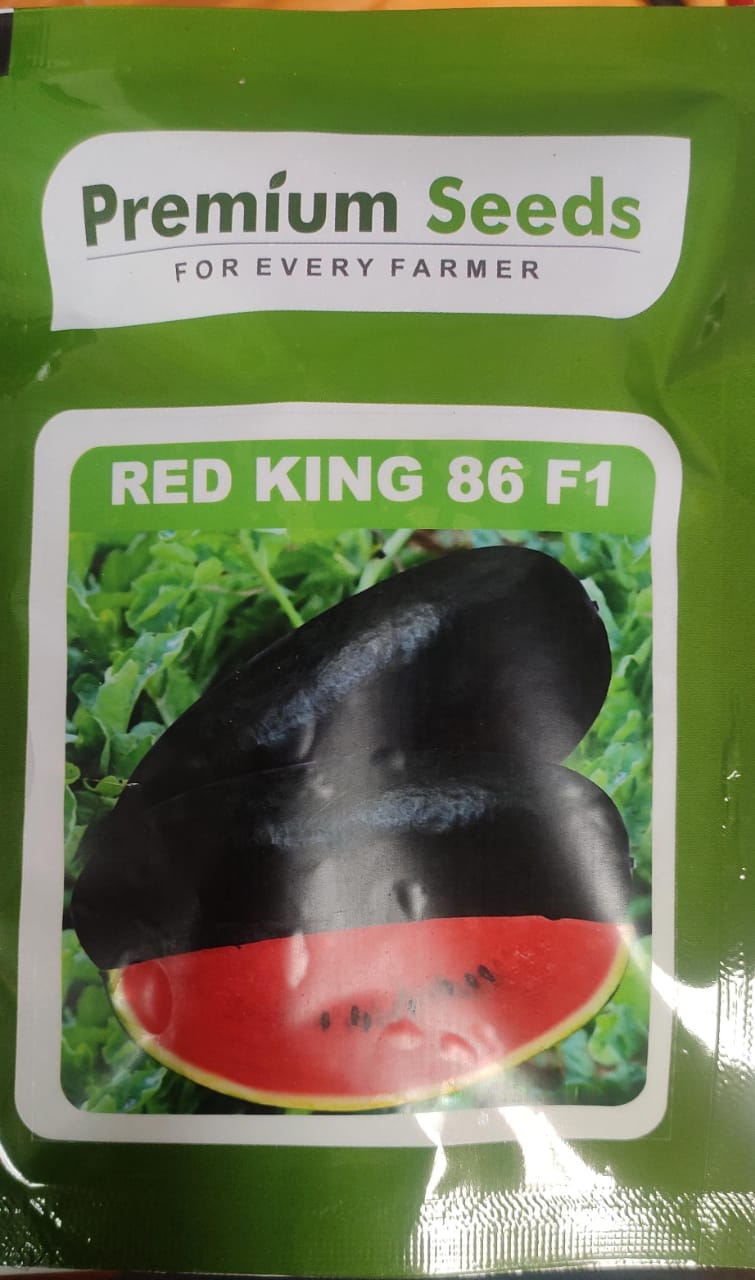 Premium Seeds
FOR EVERY FARMER
RED KING 86 F1